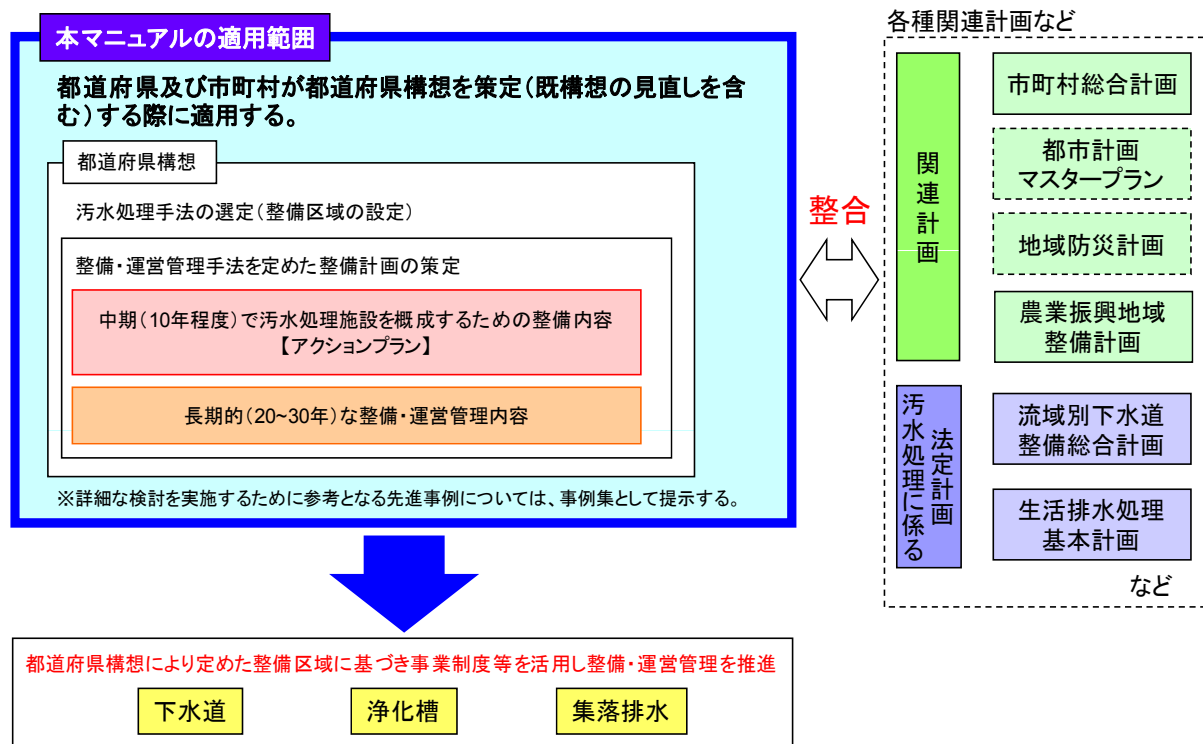 本マニュアルの適用範囲
都道府県及び市町村が都道府県構想を策定(既構想の見直しを含
む)する際に適用する。
都道府県構想
汚水処理手法の選定(整備区域の設定)
整備・運営管理手法を定めた整備計画の策定
中期(10年程度)で汚水処理施設を概成するための整備内容
【アクションプラン】
長期的(20~30年)な整備・運営管理内容
※詳細な検討を実施するために参考となる先進事例については、事例集として提示する。
整合
各種関連計画など
関連計画
市町村総合計画
都市計画
マスタープラン
地域防災計画
農業振興地域
整備計画
汚水処理に係る
法定計画
流域別下水道
整備総合計画
生活排水処理
基本計画
など
都道府県構想により定めた整備区域に基づき事業制度等を活用し整備・運営管理を推進
下水道
浄化槽
集落排水